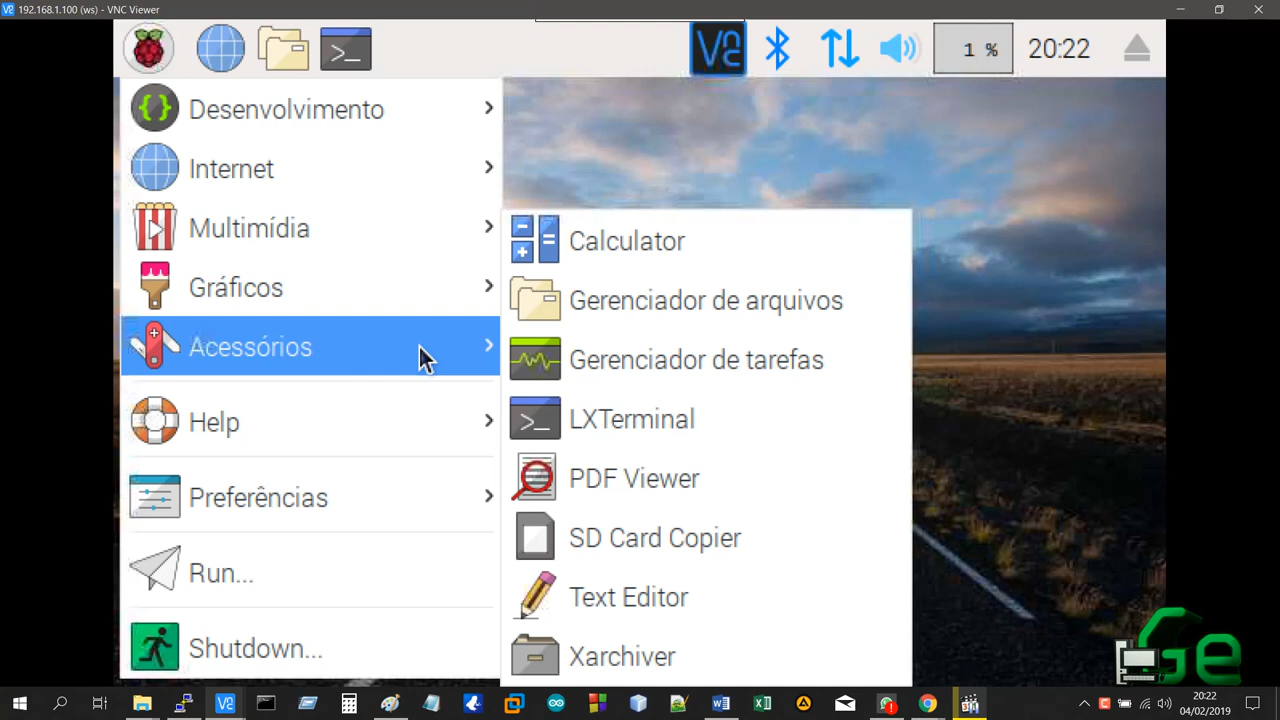 192.168.1.100 (ws) - VNC Viewer
1 %
20:22
Desenvolvimento
Internet
Multimídia
Gráficos
Acessórios
Help
Preferências
Run...
Shutdown...
Calculator
Gerenciador de arquivos
Gerenciador de tarefas
LXTerminal
PDF Viewer
SD Card Copier
Text Editor
Xarchiver
Ge
20:22
04/02/2019